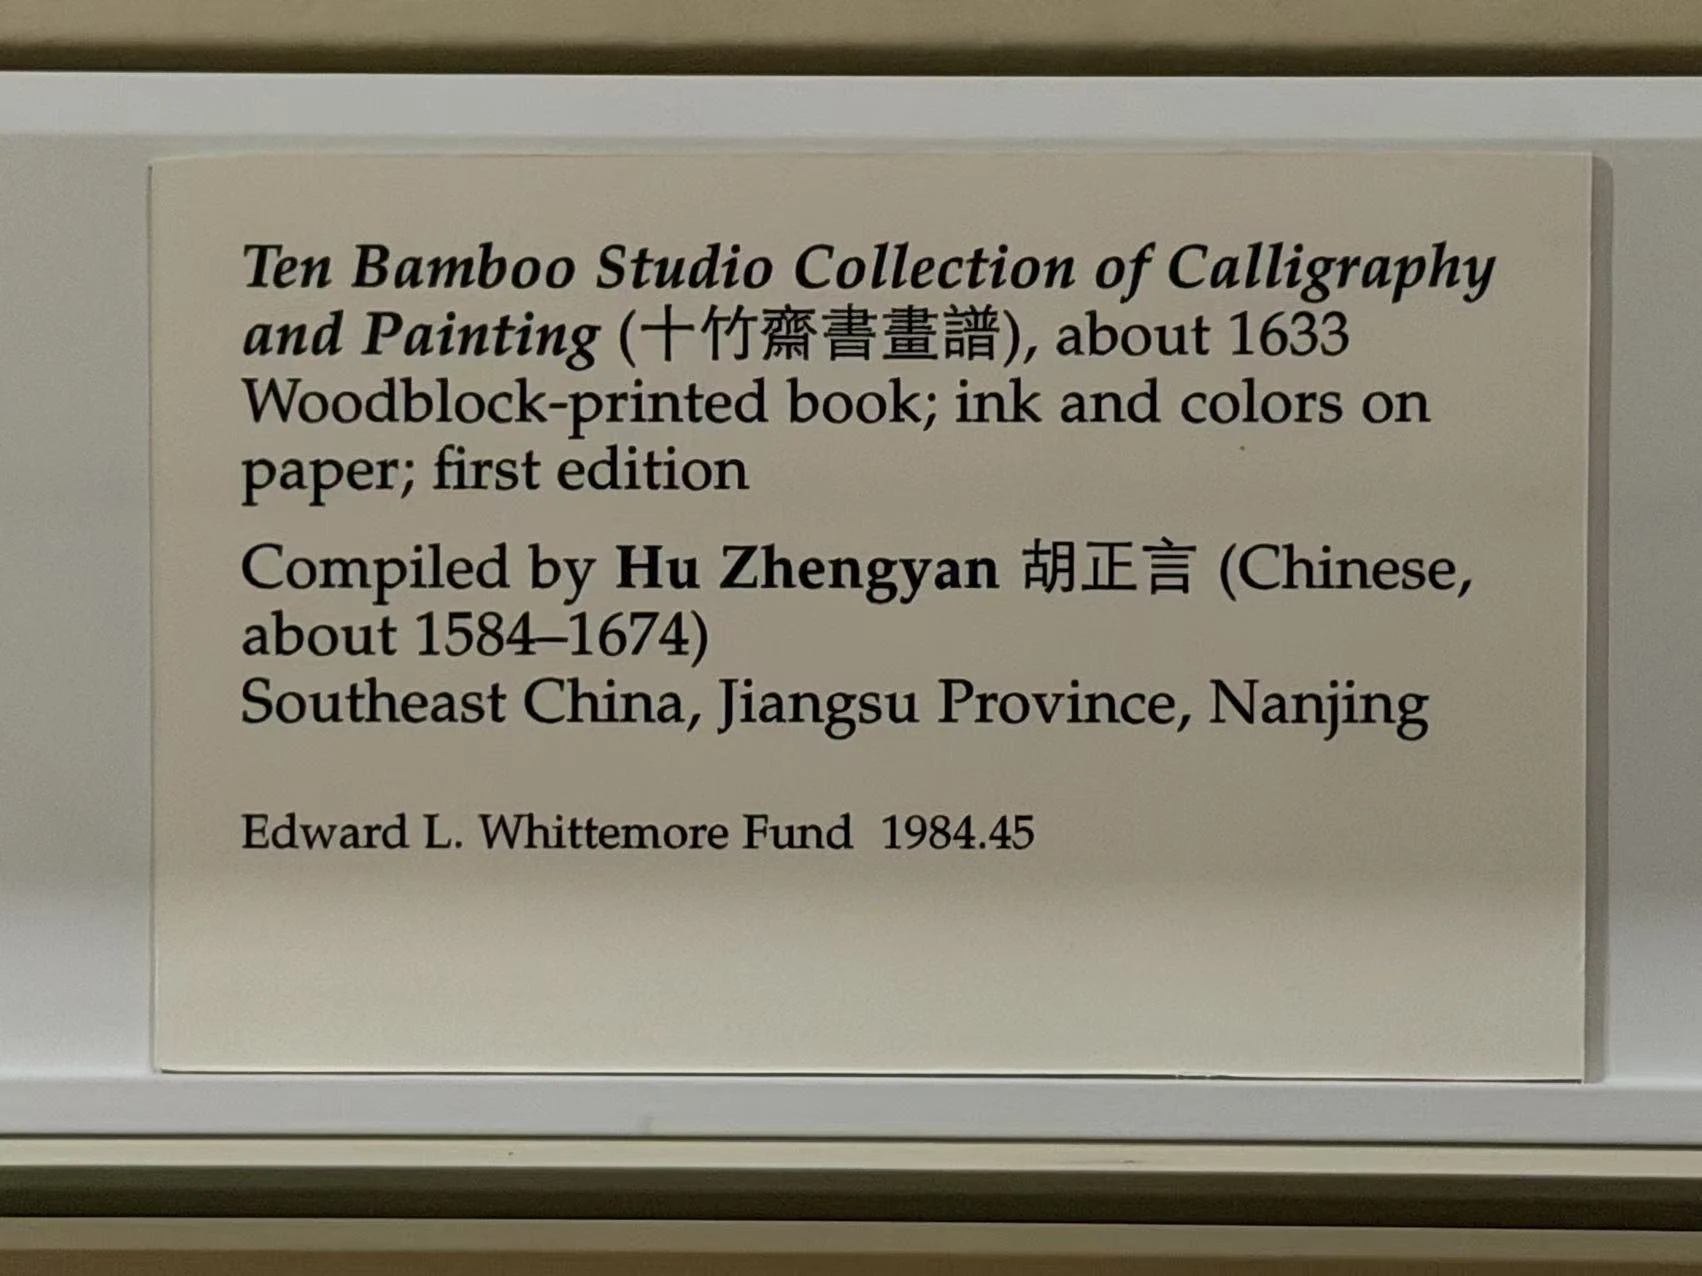 Ten Bamboo Studio Collection of Calligraphy
and Painting (十竹齋書畫譜), about 1633
Woodblock-printed book; ink and colors on
paper; first edition
Compiled by Hu Zhengyan 胡正言 (Chinese,
about 1584–1674)
Southeast China, Jiangsu Province, Nanjing
Edward L. Whittemore Fund 1984.45